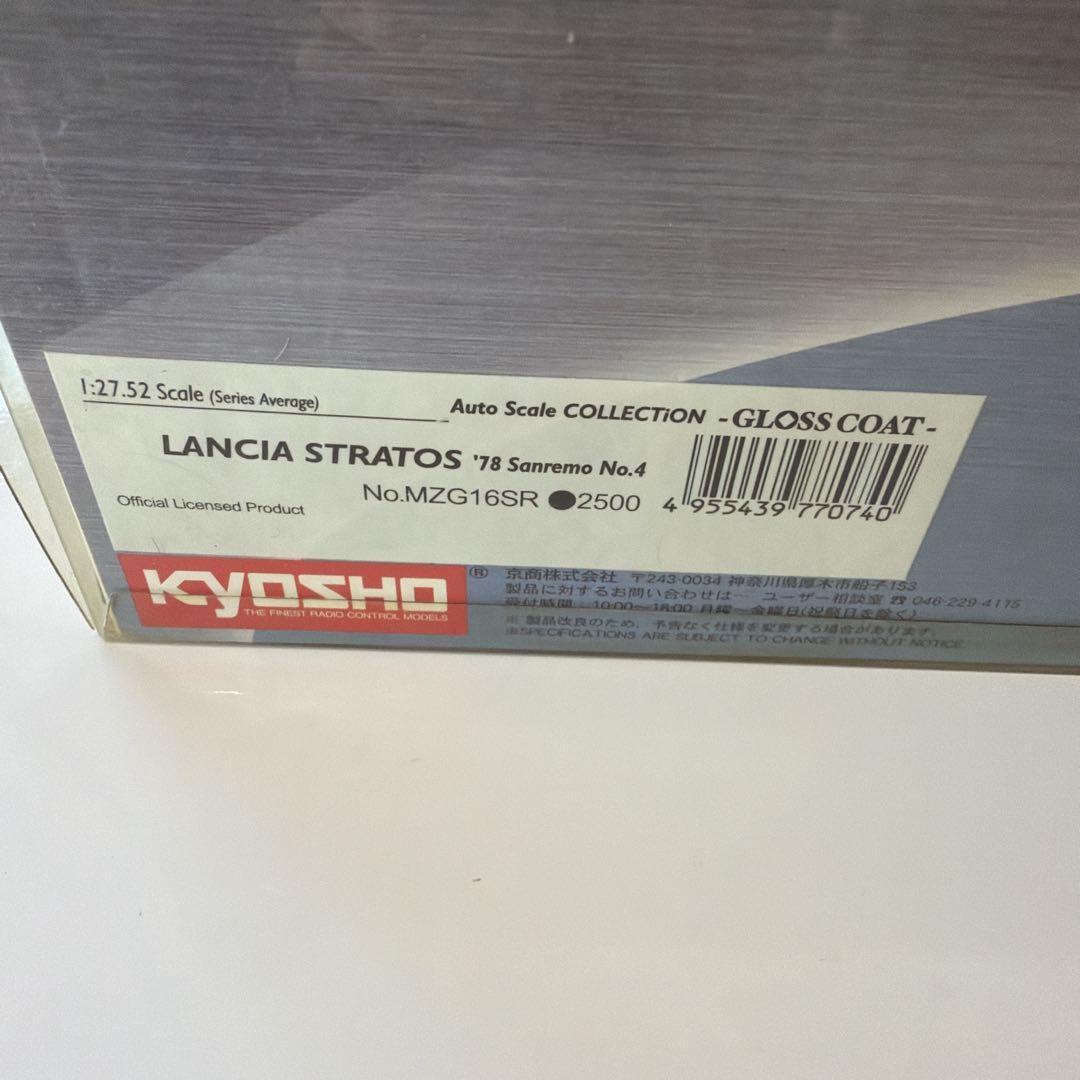 1:27.52 Scale (Series Average)
Auto Scale COLLECTiON -GLOSS COAT-
LANCIA STRATOS '78 Sanremo No.4
No.MZG16SR ●2500
4 955439 770740
Official Licensed Product
KYOSHO ®
THE FINEST RADIO CONTROL MODELS
京商株式会社 〒243-0034 神奈川県厚木市船子153
製品に対するお問い合わせは… ユーザー相談室 ☎ 046-229-4115
受付時間:10:00~18:00 月曜~金曜日(祝祭日を除く)
※ 製品改良のため、予告なく仕様を変更する場合があります。
※SPECIFICATIONS ARE SUBJECT TO CHANGE WITHOUT NOTICE.